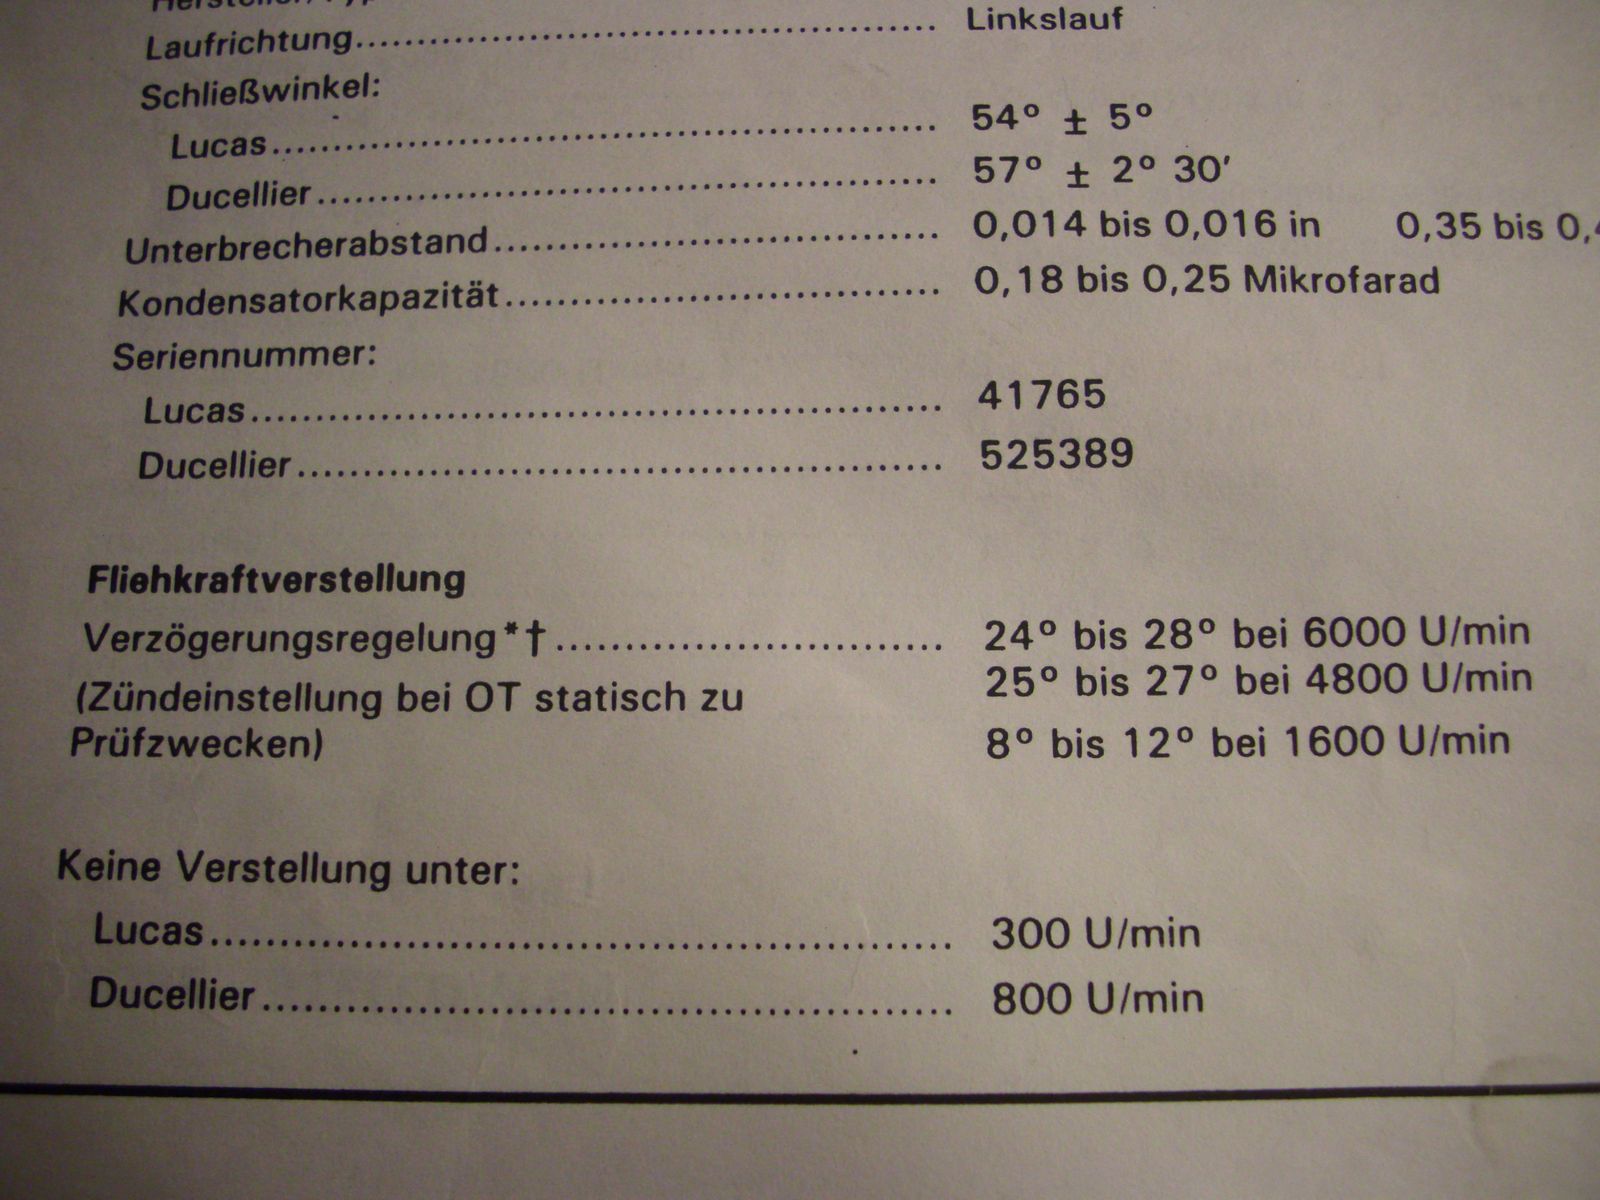 Laufrichtung.......................................... Linkslauf
Schließwinkel:
Lucas.......................................... 54° ± 5°
Ducellier.......................................... 57° ± 2° 30′
Unterbrecherabstand.......................................... 0,014 bis 0,016 in 0,35 bis
Kondensatorkapazität.......................................... 0,18 bis 0,25 Mikrofarad
Seriennummer:
Lucas.......................................... 41765
Ducellier.......................................... 525389
Fliehkraftverstellung
Verzögerungsregelung*†............................ 24° bis 28° bei 6000 U/min
(Zündeinstellung bei OT statisch zu 25° bis 27° bei 4800 U/min
Prüfzwecken) 8° bis 12° bei 1600 U/min
Keine Verstellung unter:
Lucas.......................................... 300 U/min
Ducellier.......................................... 800 U/min